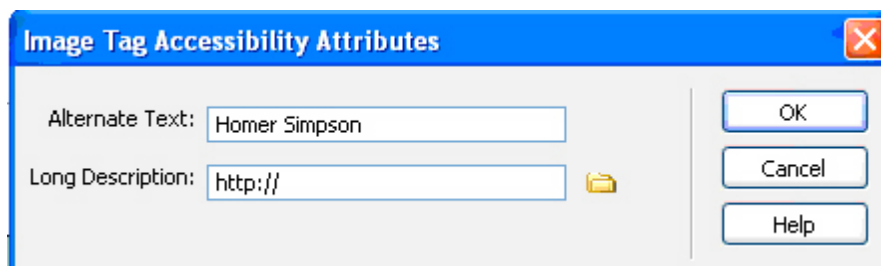 Image Tag Accessibility Attributes
Alternate Text: Homer Simpson
OK
Long Description: http://
Cancel
Help